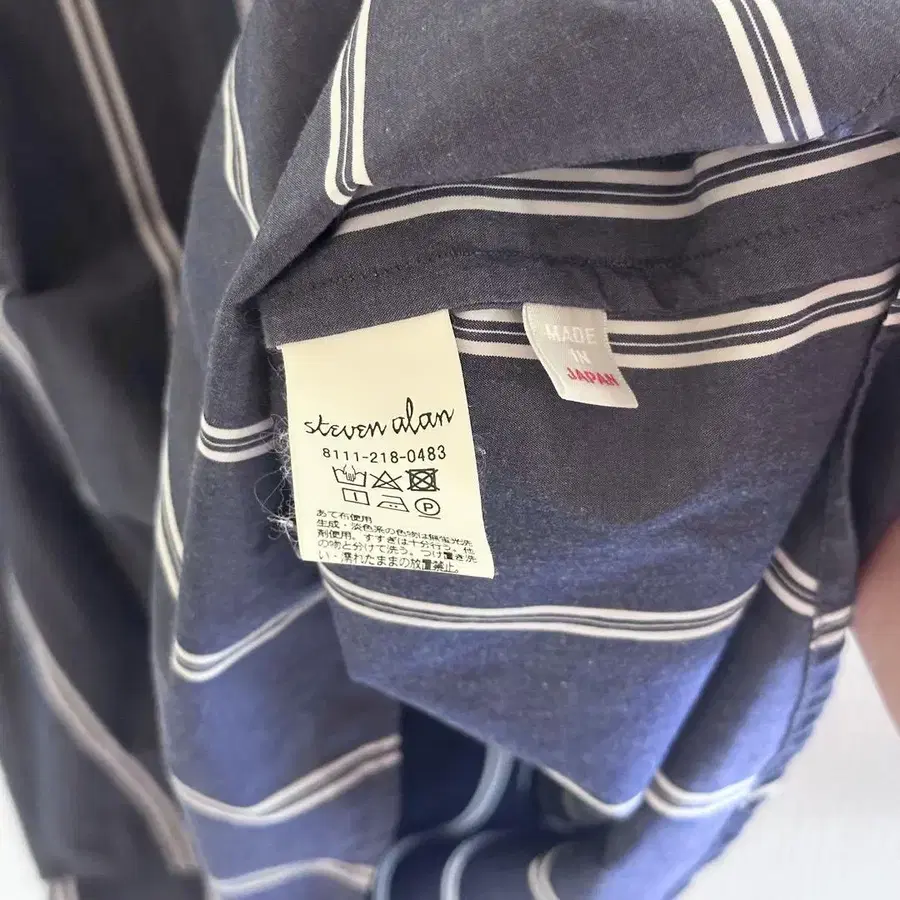 steven alan
8111-218-0483
P
あて布使用
生成・淡色系の色物は無蛍光洗
剤使用。すすぎは十分行う。他
の物と分けて洗う。つけ置き洗
い・濡れたままの放置禁止。
MADE
IN
JAPAN